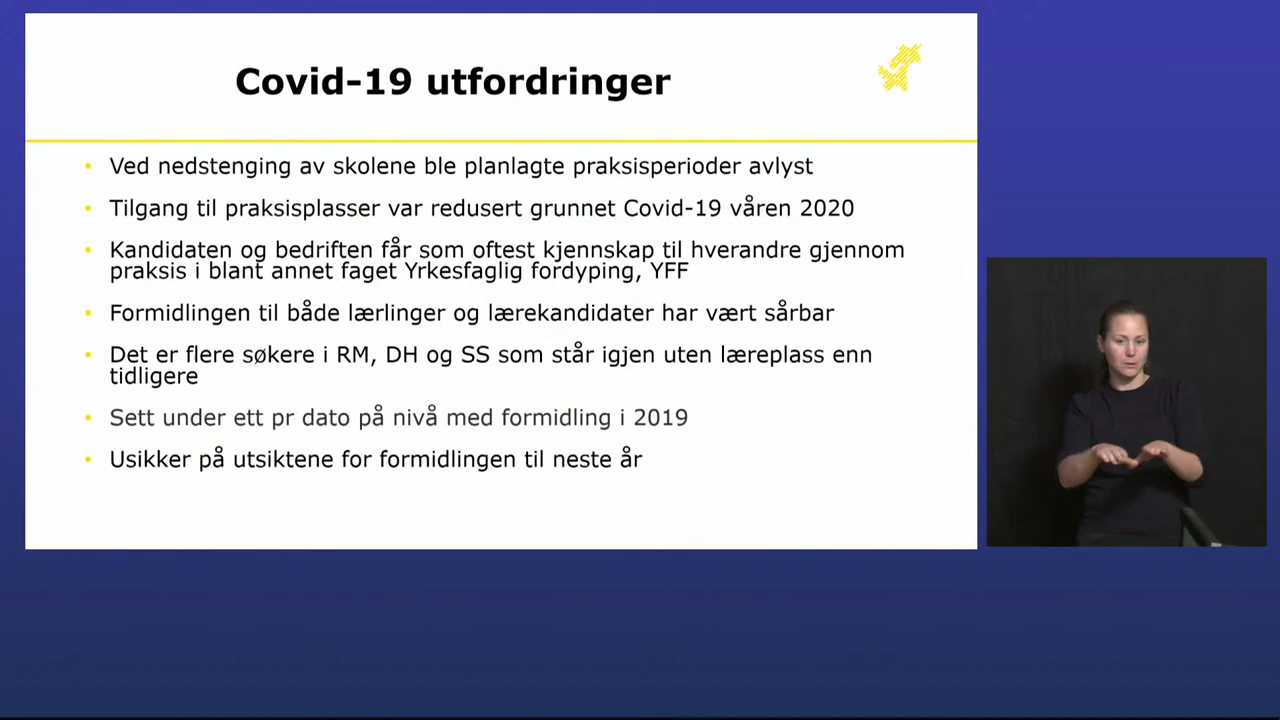 Covid-19 utfordringer
• Ved nedstenging av skolene ble planlagte praksisperioder avlyst
• Tilgang til praksisplasser var redusert grunnet Covid-19 våren 2020
• Kandidaten og bedriften får som oftest kjennskap til hverandre gjennom
praksis i blant annet faget Yrkesfaglig fordyping, YFF
• Formidlingen til både lærlinger og lærekandidater har vært sårbar
• Det er flere søkere i RM, DH og SS som står igjen uten læreplass enn
tidligere
• Sett under ett pr dato på nivå med formidling i 2019
• Usikker på utsiktene for formidlingen til neste år